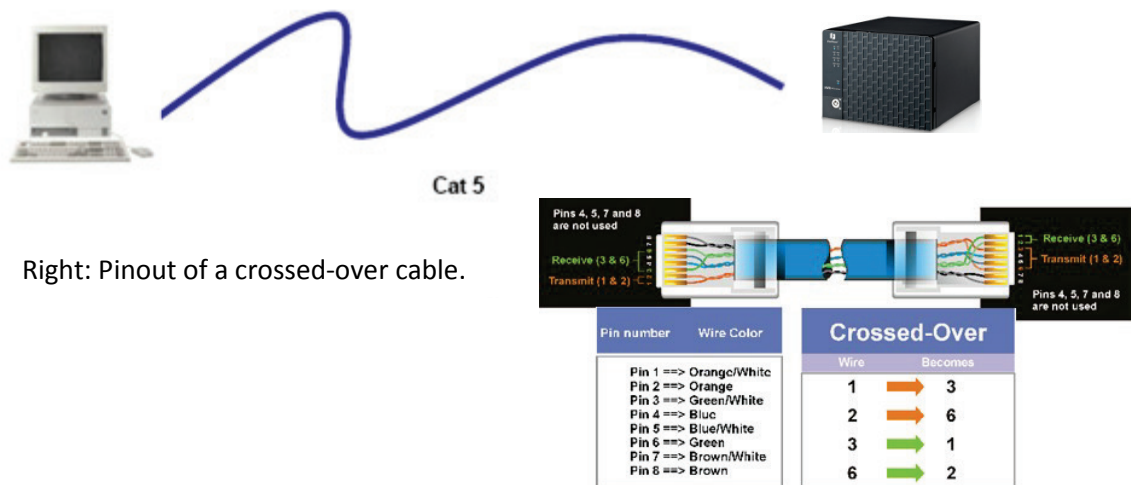 Cat 5
Right: Pinout of a crossed-over cable.
Pins 4, 5, 7 and 8
are not used
Receive (3 & 6)
Transmit (1 & 2)
Receive (3 & 6)
Transmit (1 & 2)
Pins 4, 5, 7 and 8
are not used
Pin number Wire Color
Pin 1 ==> Orange/White
Pin 2 ==> Orange
Pin 3 ==> Green/White
Pin 4 ==> Blue
Pin 5 ==> Blue/White
Pin 6 ==> Green
Pin 7 ==> Brown/White
Pin 8 ==> Brown
Crossed-Over
Wire Becomes
1 3
2 6
3 1
6 2